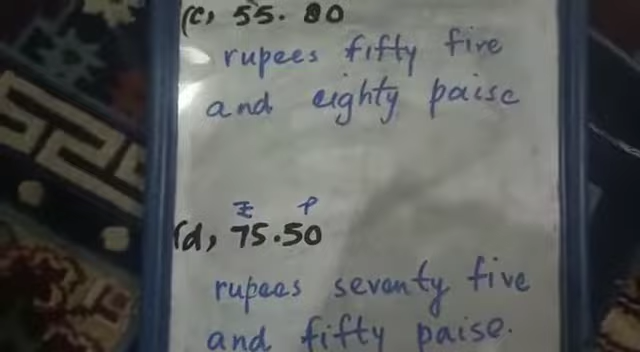 (c) 55.80
rupees fifty five
and eighty paise
₹ P
(d) 75.50
rupees seventy five
and fifty paise.